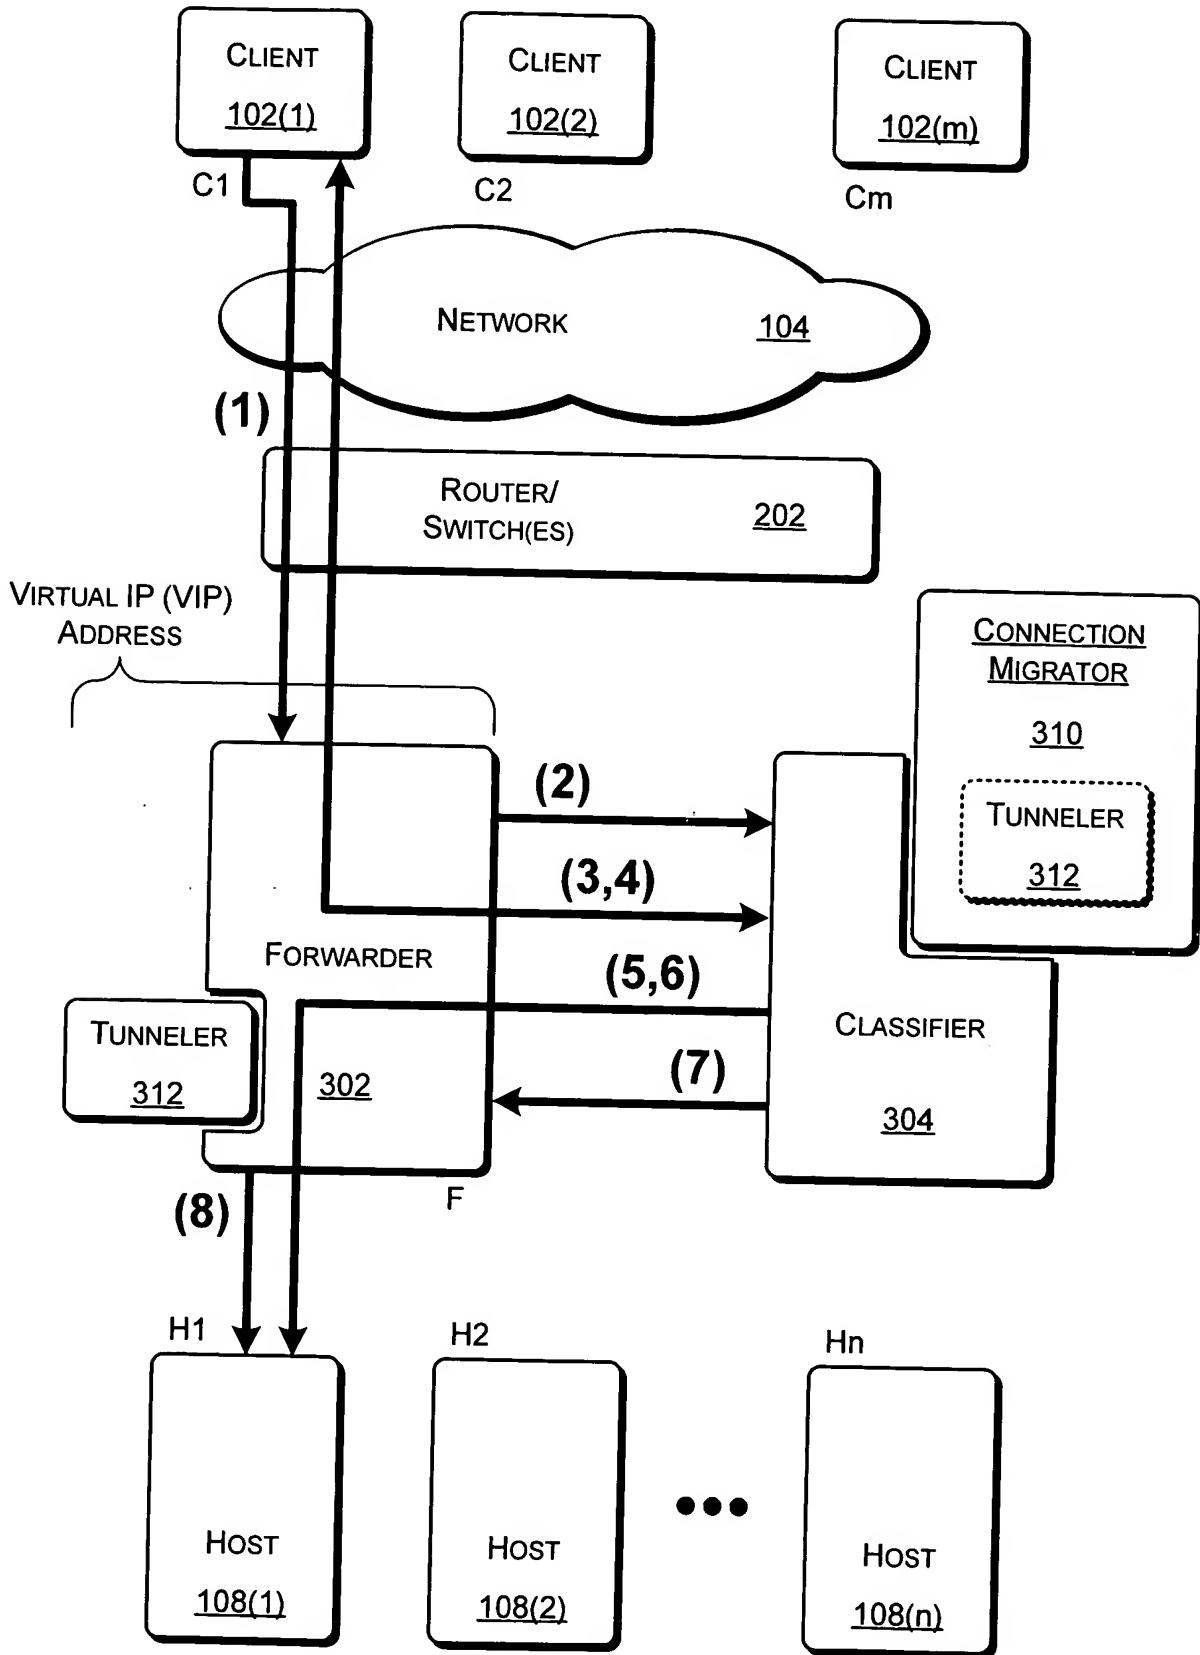 CLIENT
102(1)
CLIENT
102(2)
CLIENT
102(m)
C1
C2
Cm
NETWORK
104
(1)
ROUTER/
SWITCH(ES)
202
VIRTUAL IP (VIP)
ADDRESS
CONNECTION
MIGRATOR
310
TUNNELER
312
(2)
(3,4)
FORWARDER
(5,6)
TUNNELER
312
302
(7)
CLASSIFIER
304
F
(8)
H1
H2
Hn
HOST
108(1)
HOST
108(2)
HOST
108(n)